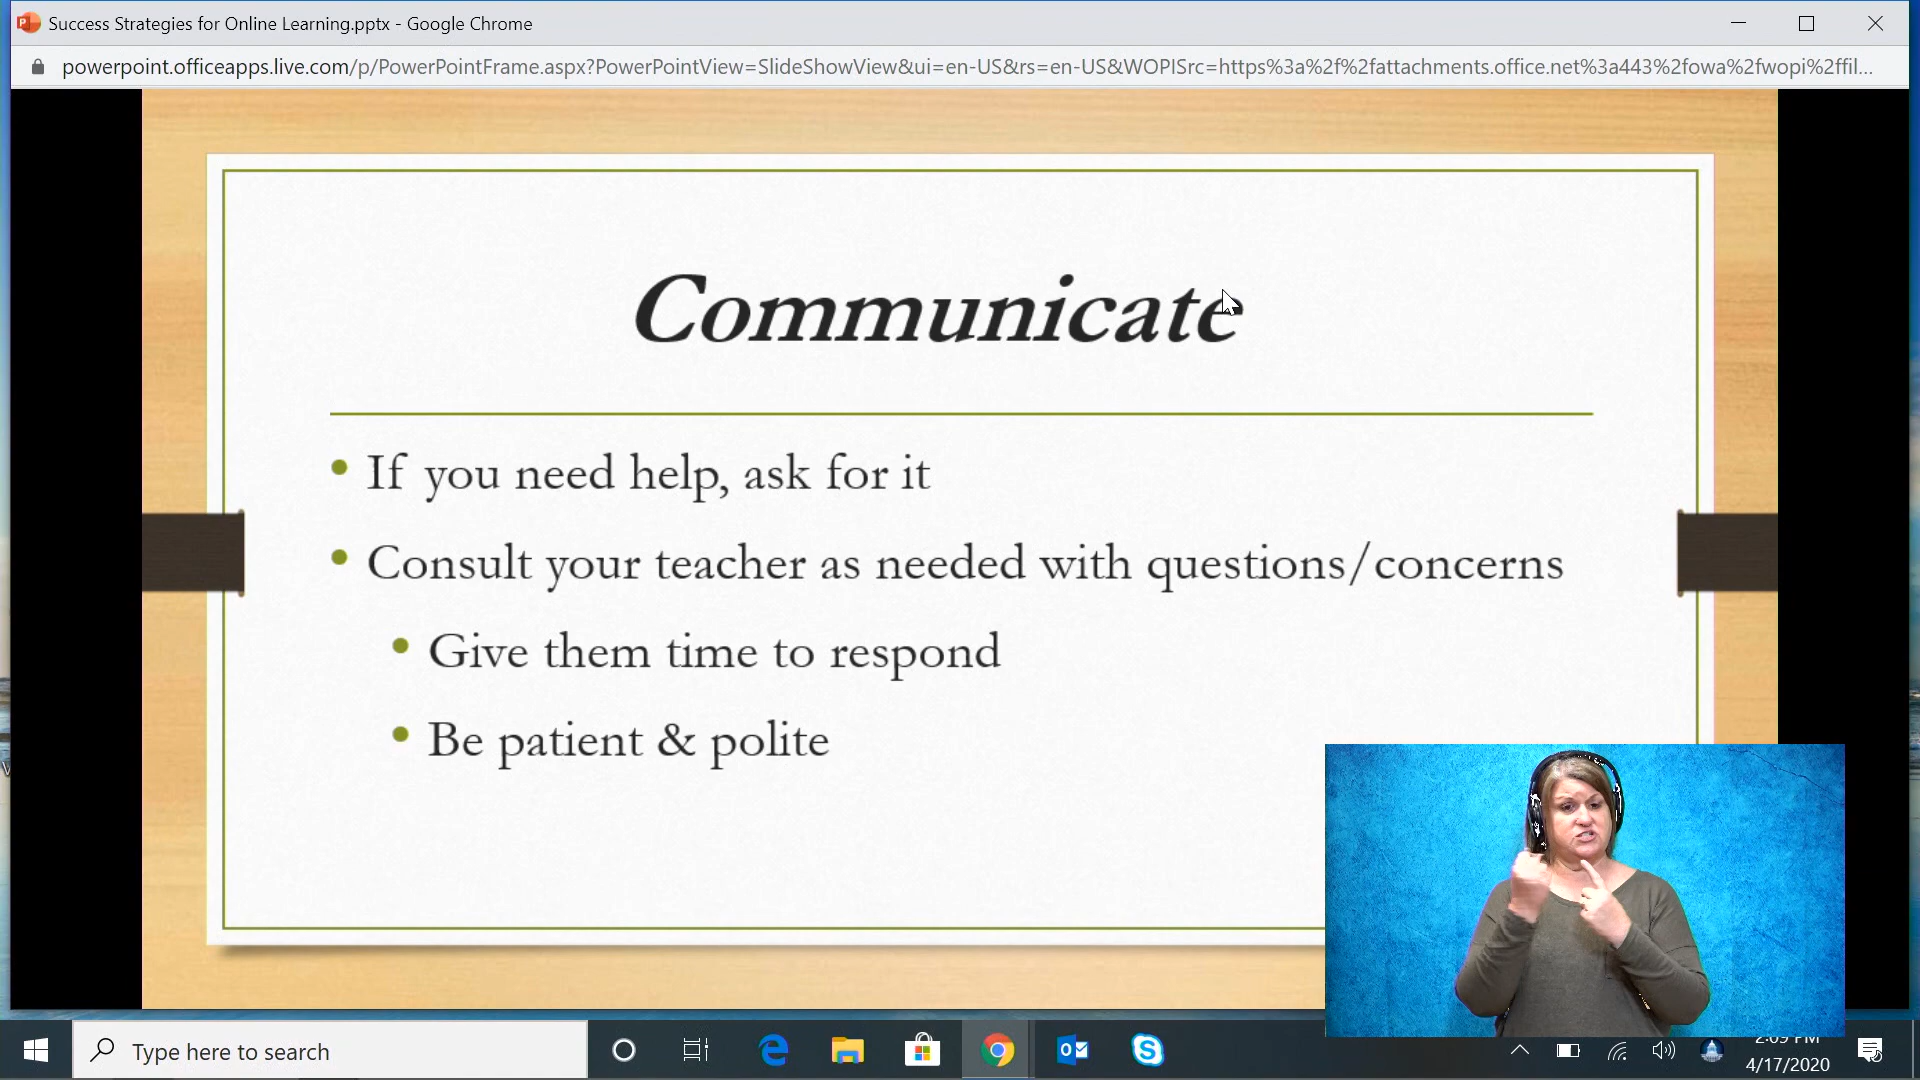 Success Strategies for Online Learning.pptx - Google Chrome
powerpoint.officeapps.live.com/p/PowerPointFrame.aspx?PowerPointView=SlideShowView&ui=en-US&rs=en-US&WOPISrc=https%3a%2f%2fattachments.office.net%3a443%2fowa%2fwopi%2ffil...
Communicate
• If you need help, ask for it
• Consult your teacher as needed with questions/concerns
• Give them time to respond
• Be patient & polite
Type here to search
2:09 PM
4/17/2020